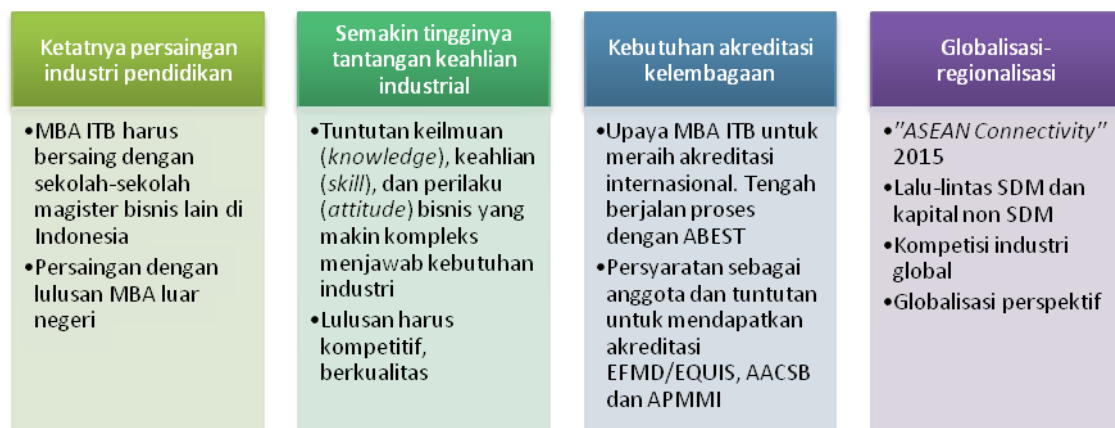 Ketatnya persaingan
industri pendidikan
•MBA ITB harus
bersaing dengan
sekolah-sekolah
magister bisnis lain di
Indonesia
•Persaingan dengan
lulusan MBA luar
negeri
Semakin tingginya
tantangan keahlian
industrial
•Tuntutan keilmuan
(knowledge), keahlian
(skill), dan perilaku
(attitude) bisnis yang
makin kompleks
menjawab kebutuhan
industri
•Lulusan harus
kompetitif,
berkualitas
Kebutuhan akreditasi
kelembagaan
•Upaya MBA ITB untuk
meraih akreditasi
internasional. Tengah
berjalan proses
dengan ABEST
•Persyaratan sebagai
anggota dan tuntutan
untuk mendapatkan
akreditasi
EFMD/EQUIS, AACSB
dan APMMI
Globalisasi-
regionalisasi
•"ASEAN Connectivity"
2015
•Lalu-lintas SDM dan
kapital non SDM
•Kompetisi industri
global
•Globalisasi perspektif